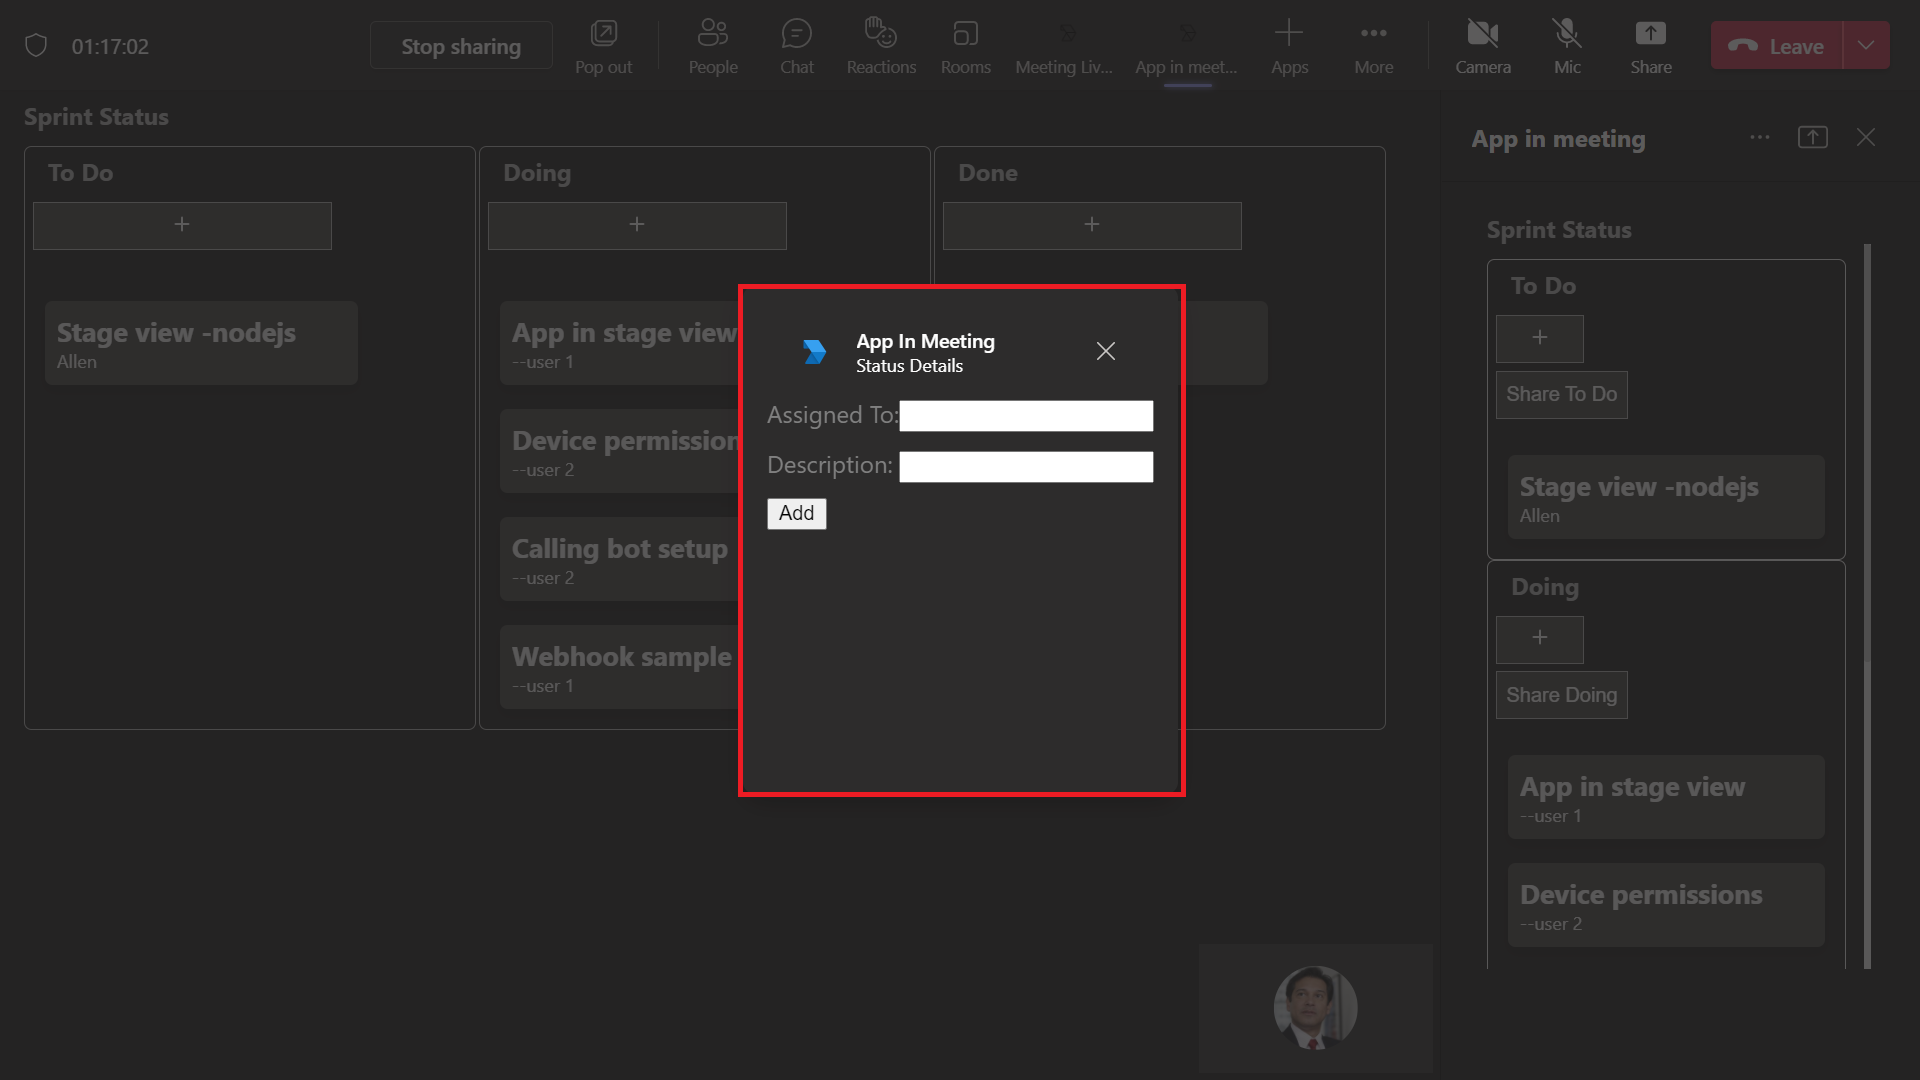 01:17:02
Stop sharing
Pop out
People
Chat
Reactions
Rooms
Meeting Liv...
App in meet...
Apps
More
Camera
Mic
Share
Leave
Sprint Status
To Do
+
Stage view -nodejs
Allen
Doing
+
App in stage view
--user 1
Device permission
--user 2
Calling bot setup
--user 2
Webhook sample
--user 1
Done
+
App In Meeting
Status Details
Assigned To:
Description:
Add
App in meeting
Sprint Status
To Do
+
Share To Do
Stage view -nodejs
Allen
Doing
+
Share Doing
App in stage view
--user 1
Device permissions
--user 2